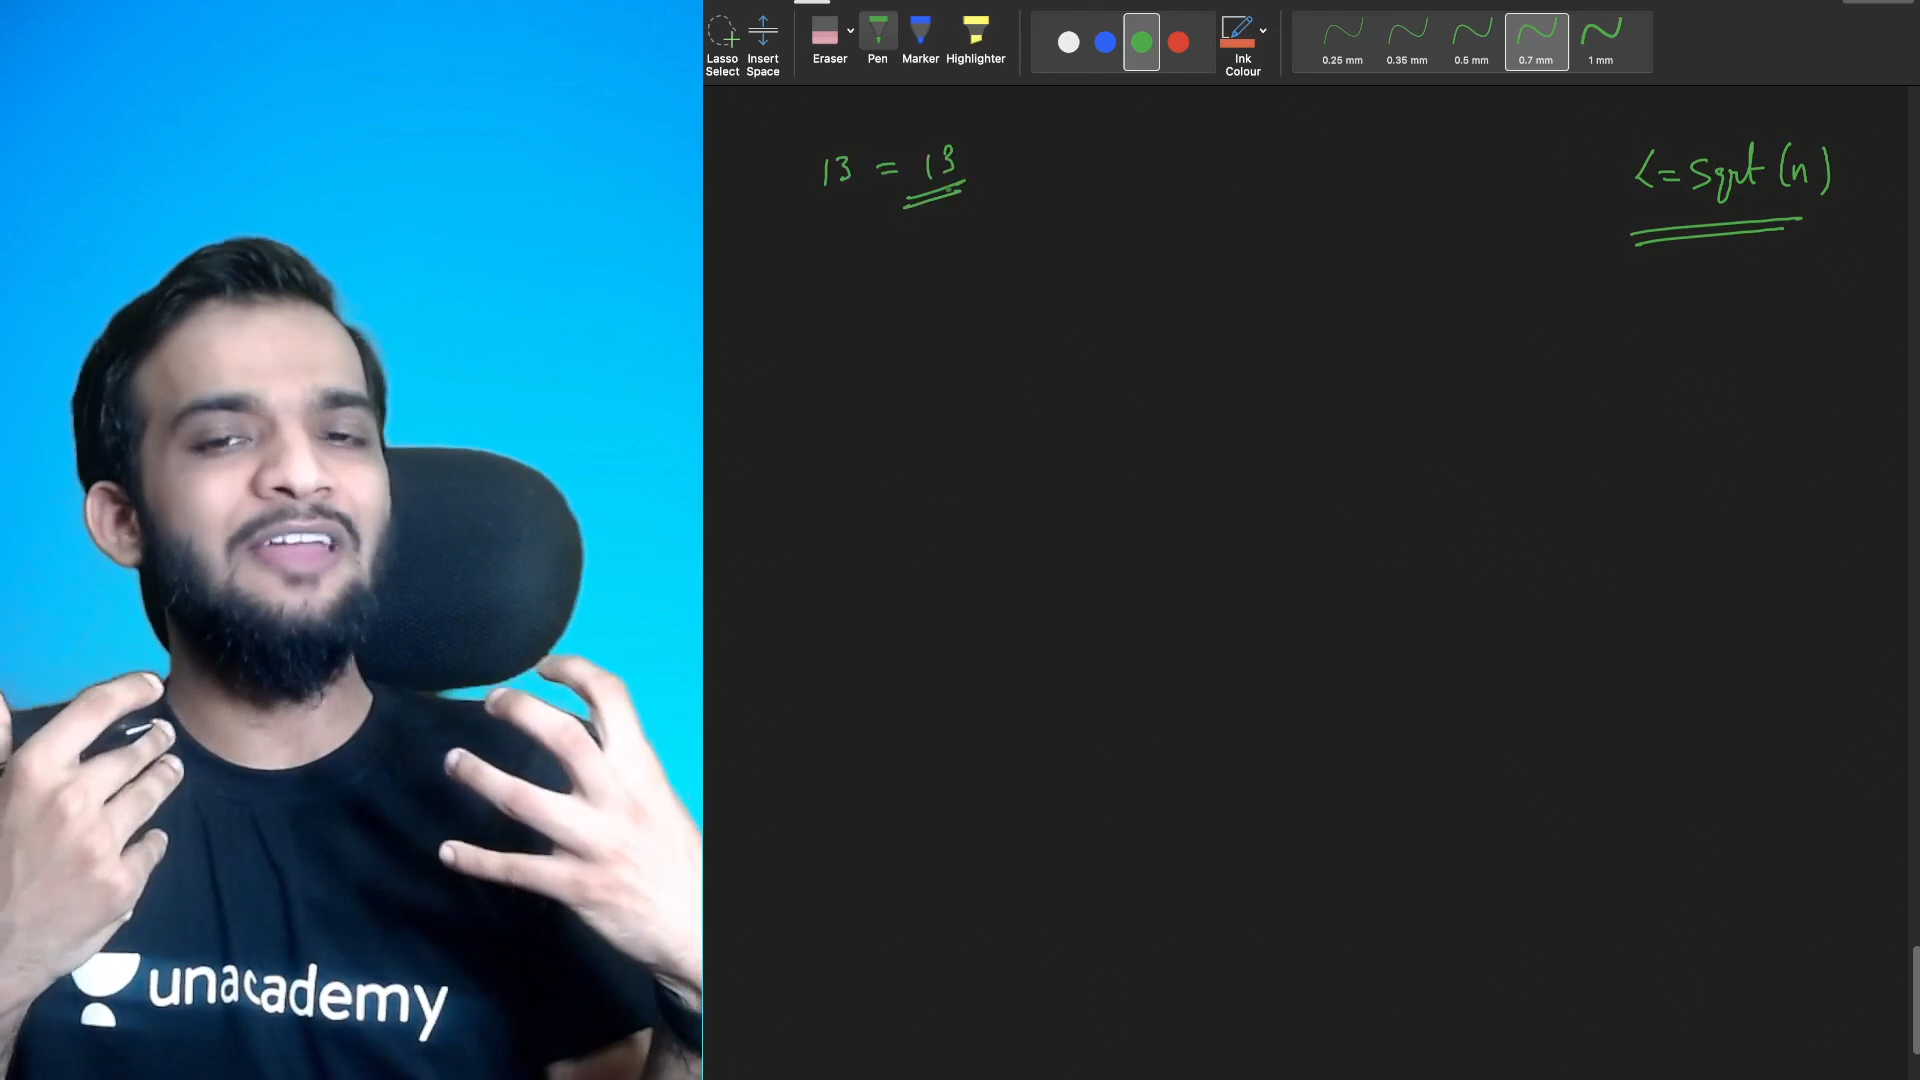 Lasso Select
Insert Space
Eraser
Pen
Marker
Highlighter
Ink Colour
0.25 mm
0.35 mm
0.5 mm
0.7 mm
1 mm
13 = 13
<= Sqrt (n)
unacademy